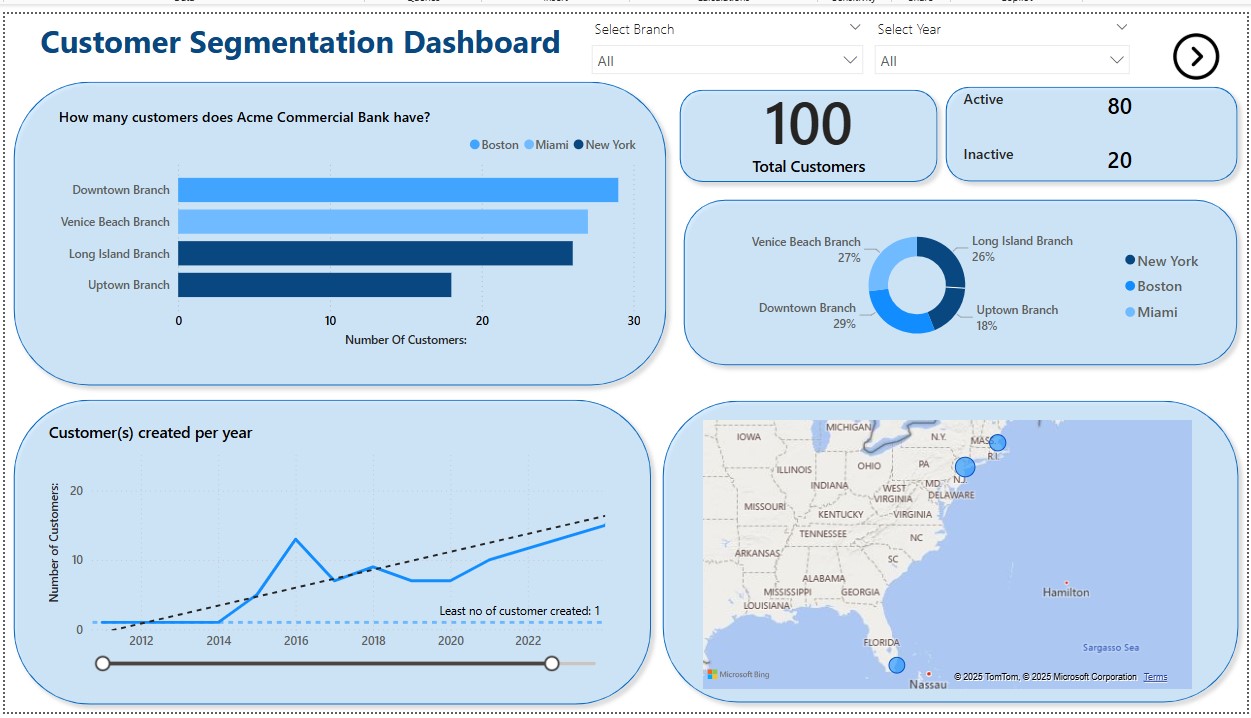 Customer Segmentation Dashboard
Select Branch
All
Select Year
All
How many customers does Acme Commercial Bank have?
Boston Miami New York
Downtown Branch
Venice Beach Branch
Long Island Branch
Uptown Branch
0 10 20 30
Number Of Customers:
100
Total Customers
Active 80
Inactive 20
Venice Beach Branch
27%
Long Island Branch
26%
Downtown Branch
29%
Uptown Branch
18%
New York
Boston
Miami
Customer(s) created per year
Number of Customers:
20
10
0
Least no of customer created: 1
2012 2014 2016 2018 2020 2022
MICHIGAN
IOWA
N.Y.
MASS.
R.I.
ILLINOIS
OHIO
PA
N.J.
INDIANA
WEST
VIRGINIA
MD
DELAWARE
MISSOURI
KENTUCKY
VIRGINIA
TENNESSEE
NC
ARKANSAS
SC
ALABAMA
MISSISSIPPI
GEORGIA
LOUISIANA
Hamilton
FLORIDA
Sargasso Sea
Microsoft Bing
Nassau
© 2025 TomTom, © 2025 Microsoft Corporation Terms